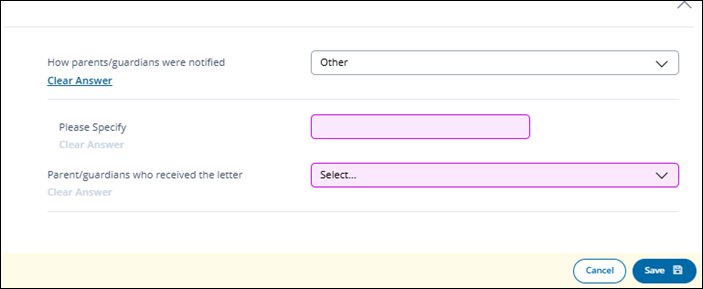 How parents/guardians were notified
Other
Clear Answer
Please Specify
Clear Answer
Parent/guardians who received the letter
Select...
Clear Answer
Cancel
Save